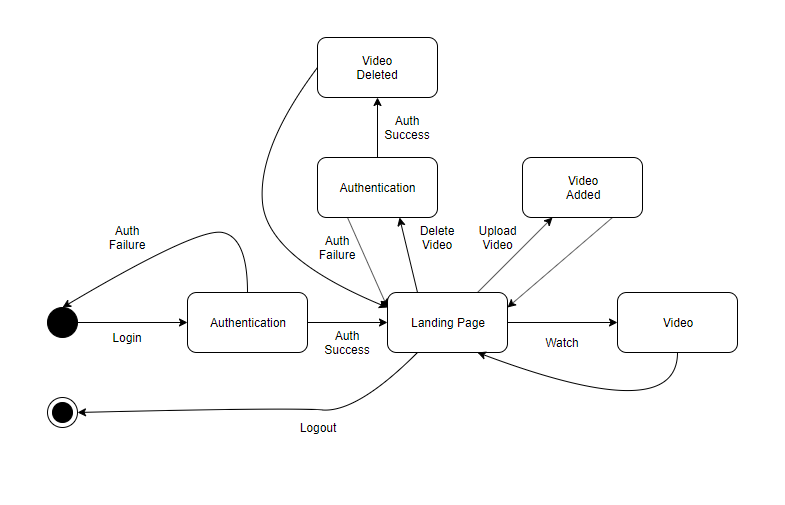 Video
Deleted
Auth
Success
Authentication
Video
Added
Auth
Failure
Auth
Failure
Delete
Video
Upload
Video
Authentication
Landing Page
Video
Login
Auth
Success
Watch
Logout